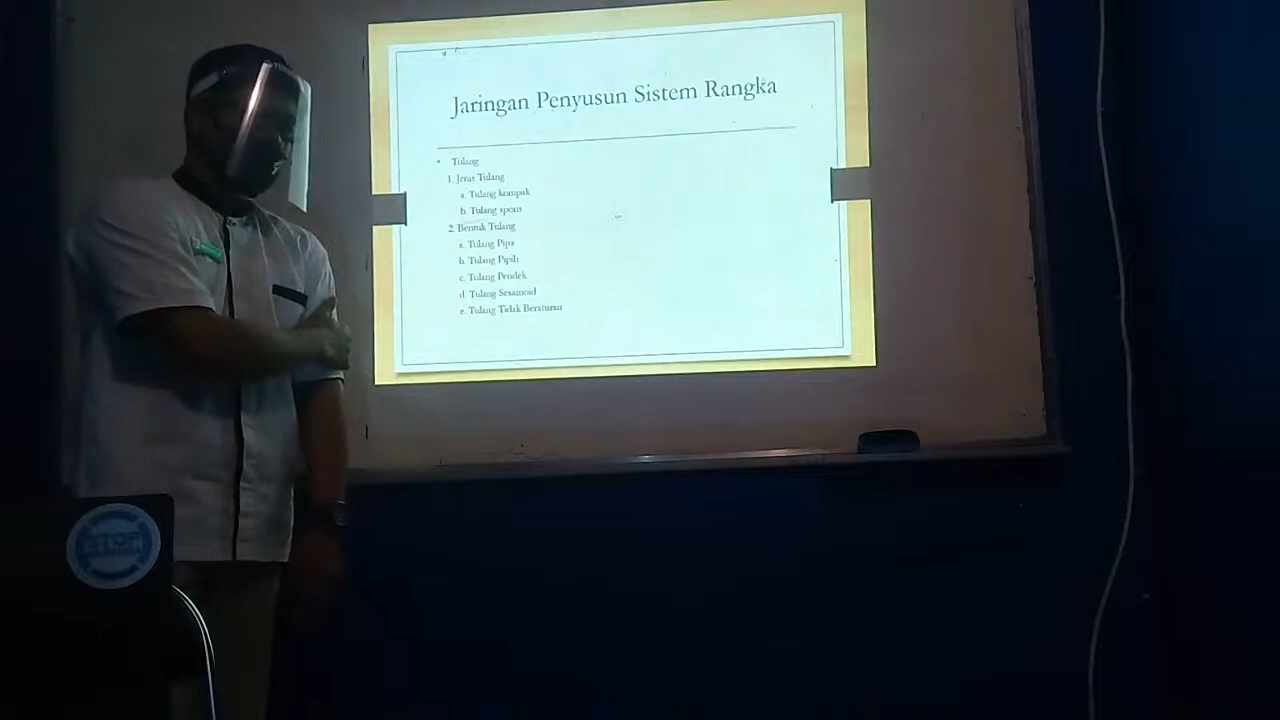 Jaringan Penyusun Sistem Rangka
• Tulang
1. Jenis Tulang
a. Tulang kompak
b. Tulang spons
2. Bentuk Tulang
a. Tulang Pipa
b. Tulang Pipih
c. Tulang Pendek
d. Tulang Sesamoid
e. Tulang Tidak Beraturan
STOP